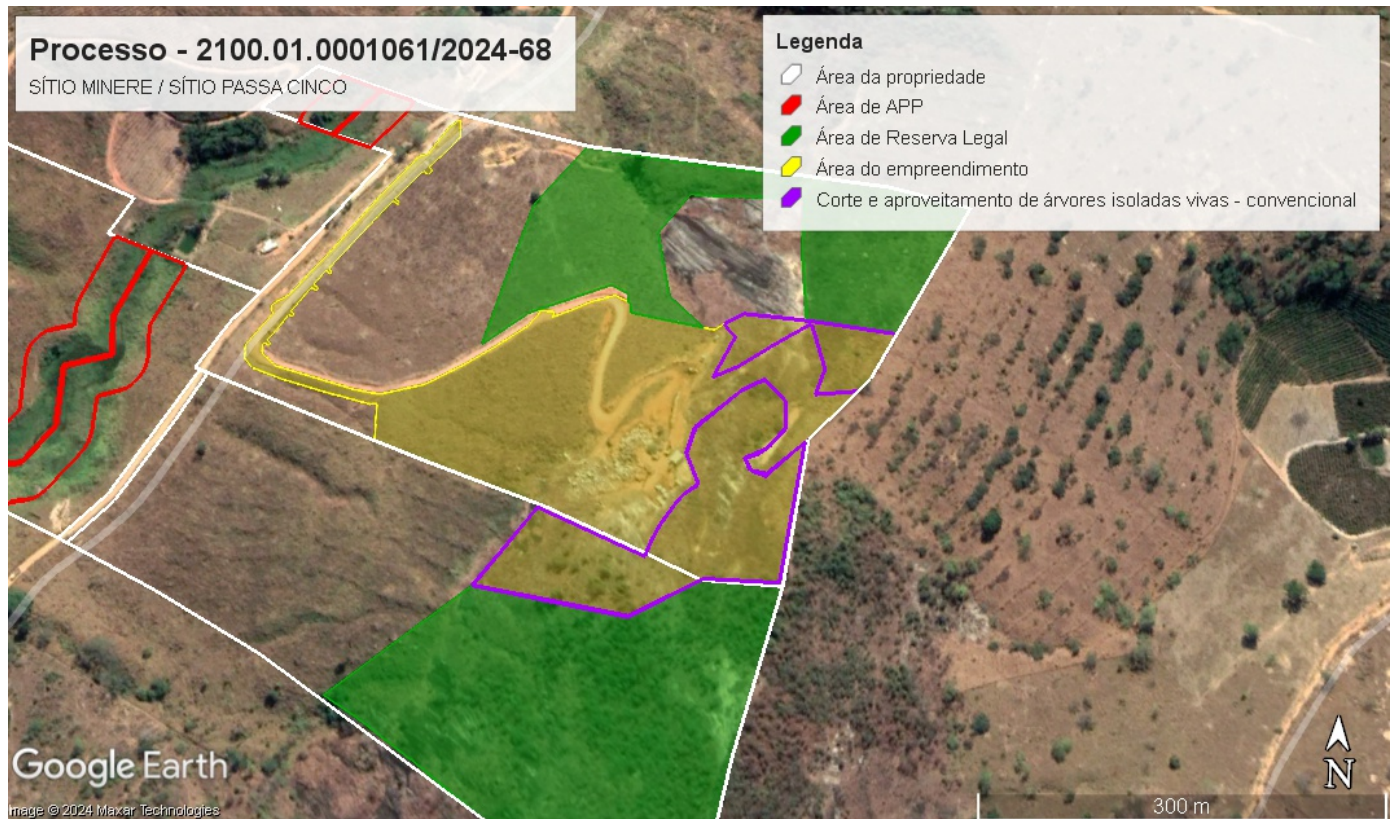 Processo - 2100.01.0001061/2024-68
SÍTIO MINERE / SÍTIO PASSA CINCO
Legenda
Área da propriedade
Área de APP
Área de Reserva Legal
Área do empreendimento
Corte e aproveitamento de árvores isoladas vivas - convencional
Google Earth
mage © 2024 Maxar Technologies
N
300 m